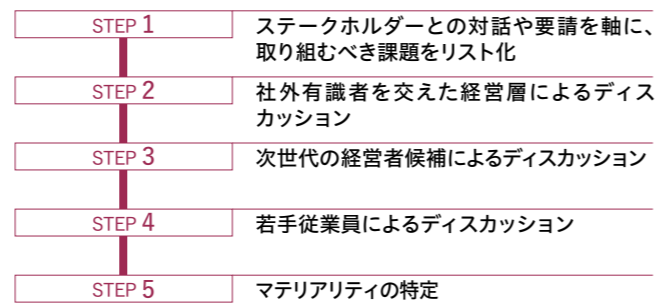 STEP 1
ステークホルダーとの対話や要請を軸に、
取り組むべき課題をリスト化
STEP 2
社外有識者を交えた経営層によるディス
カッション
STEP 3
次世代の経営者候補によるディスカッション
STEP 4
若手従業員によるディスカッション
STEP 5
マテリアリティの特定